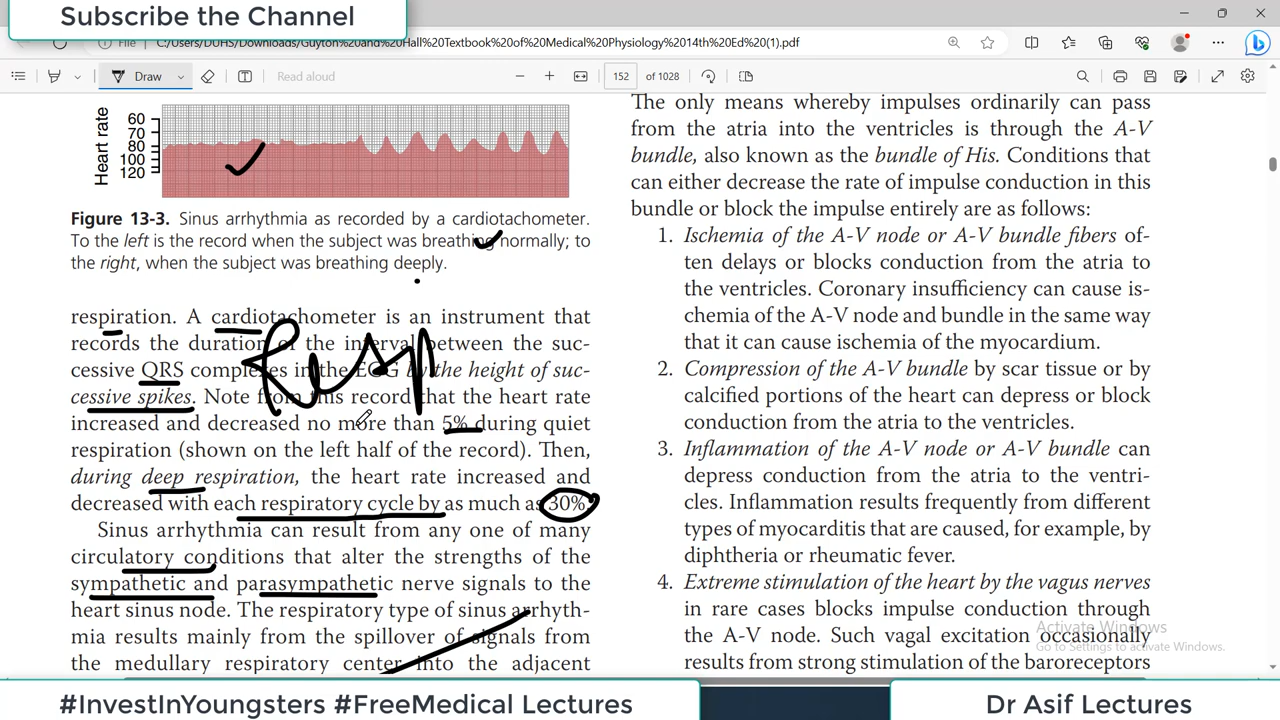 Subscribe the Channel
File
C:/Users/DUHS/Downloads/Guyton%20and%20Hall%20Textbook%20of%20Medical%20Physiology%2014th%20Ed%20(1).pdf
Draw
Read aloud
152 of 1028
Heart rate
60
70
80
100
120
Figure 13-3. Sinus arrhythmia as recorded by a cardiotachometer.
To the left is the record when the subject was breathing normally; to
the right, when the subject was breathing deeply.
respiration. A cardiotachometer is an instrument that
records the duration of the interval between the suc-
cessive QRS complexes in the ECG by the height of suc-
cessive spikes. Note from this record that the heart rate
increased and decreased no more than 5% during quiet
respiration (shown on the left half of the record). Then,
during deep respiration, the heart rate increased and
decreased with each respiratory cycle by as much as 30%.
Sinus arrhythmia can result from any one of many
circulatory conditions that alter the strengths of the
sympathetic and parasympathetic nerve signals to the
heart sinus node. The respiratory type of sinus arrhyth-
mia results mainly from the spillover of signals from
the medullary respiratory center into the adjacent
Resp
The only means whereby impulses ordinarily can pass
from the atria into the ventricles is through the A-V
bundle, also known as the bundle of His. Conditions that
can either decrease the rate of impulse conduction in this
bundle or block the impulse entirely are as follows:
1. Ischemia of the A-V node or A-V bundle fibers of-
ten delays or blocks conduction from the atria to
the ventricles. Coronary insufficiency can cause is-
chemia of the A-V node and bundle in the same way
that it can cause ischemia of the myocardium.
2. Compression of the A-V bundle by scar tissue or by
calcified portions of the heart can depress or block
conduction from the atria to the ventricles.
3. Inflammation of the A-V node or A-V bundle can
depress conduction from the atria to the ventri-
cles. Inflammation results frequently from different
types of myocarditis that are caused, for example, by
diphtheria or rheumatic fever.
4. Extreme stimulation of the heart by the vagus nerves
in rare cases blocks impulse conduction through
the A-V node. Such vagal excitation occasionally
results from strong stimulation of the baroreceptors
Activate Windows
Go to Settings to activate Windows.
#InvestInYoungsters #FreeMedical Lectures
Dr Asif Lectures